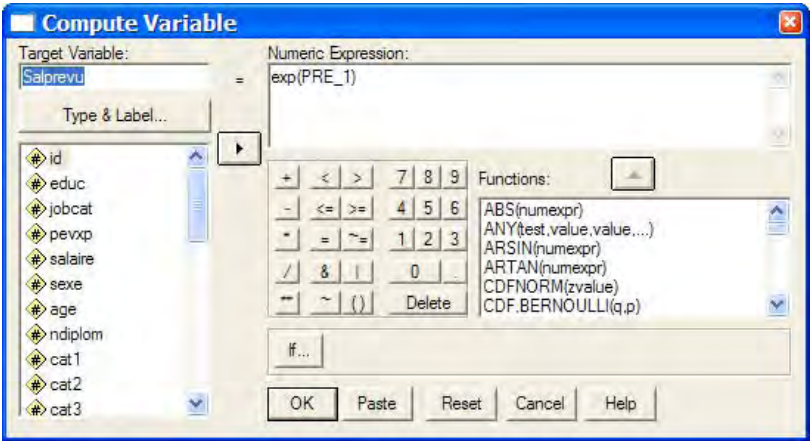 Compute Variable
Target Variable:
Salprevu
=
Numeric Expression:
exp(PRE_1)
Type & Label...
id
educ
jobcat
pevxp
salaire
sexe
age
ndiplom
cat1
cat2
cat3
+ < > 7 8 9
- <= >= 4 5 6
* = ~= 1 2 3
/ & | 0 .
** ~ () Delete
Functions:
ABS(numexpr)
ANY(test,value,value,...)
ARSIN(numexpr)
ARTAN(numexpr)
CDFNORM(zvalue)
CDF.BERNOULLI(q,p)
If...
OK Paste Reset Cancel Help